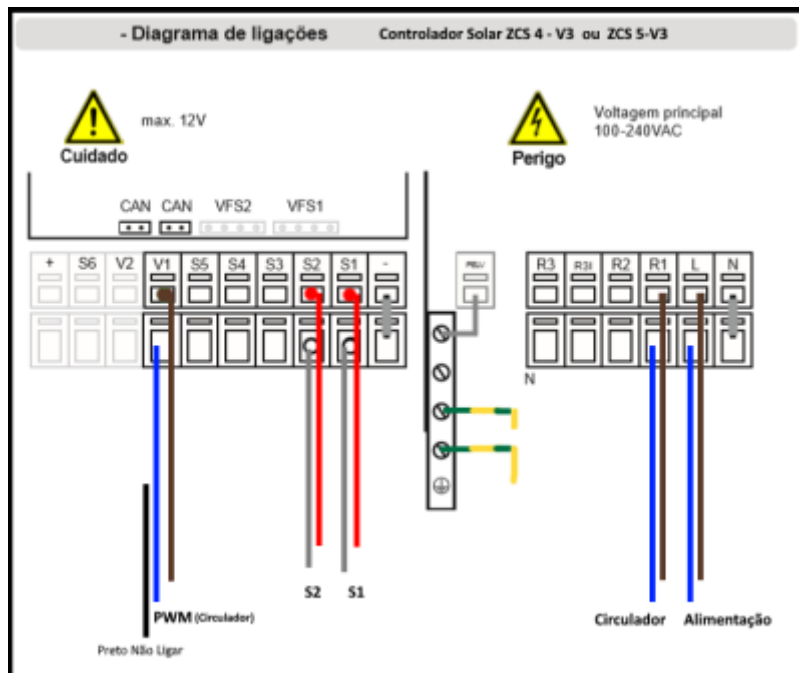 - Diagrama de ligações Controlador Solar ZCS 4 - V3 ou ZCS 5-V3
max. 12V
Cuidado
Voltagem principal
100-240VAC
Perigo
CAN CAN VFS2 VFS1
+ S6 V2 V1 S5 S4 S3 S2 S1 -
R3 R3I R2 R1 L N
N
S2 S1
PWM (Circulador)
Preto Não Ligar
Circulador Alimentação